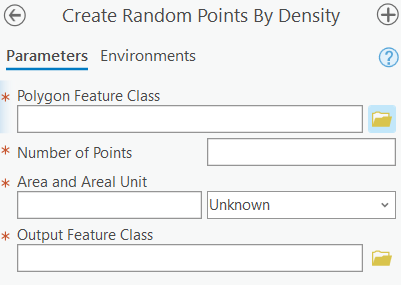 Create Random Points By Density
Parameters Environments
?
* Polygon Feature Class
* Number of Points
* Area and Areal Unit
Unknown
* Output Feature Class